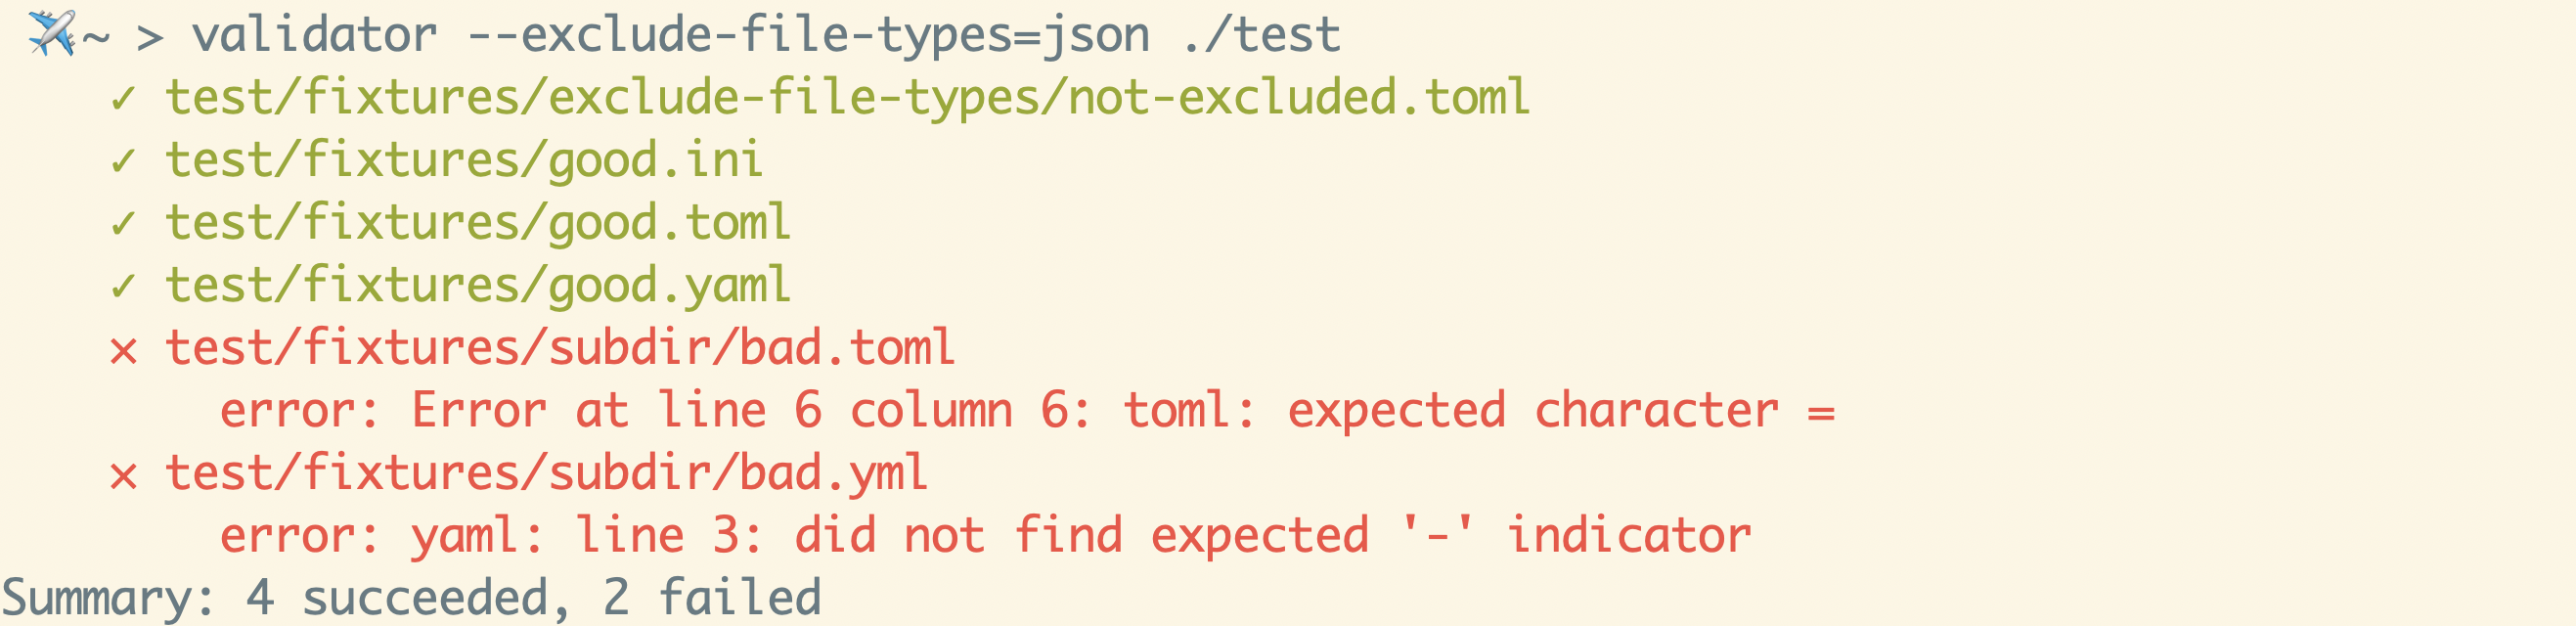 ✈️~ > validator --exclude-file-types=json ./test
✓ test/fixtures/exclude-file-types/not-excluded.toml
✓ test/fixtures/good.ini
✓ test/fixtures/good.toml
✓ test/fixtures/good.yaml
× test/fixtures/subdir/bad.toml
error: Error at line 6 column 6: toml: expected character =
× test/fixtures/subdir/bad.yml
error: yaml: line 3: did not find expected '-' indicator
Summary: 4 succeeded, 2 failed